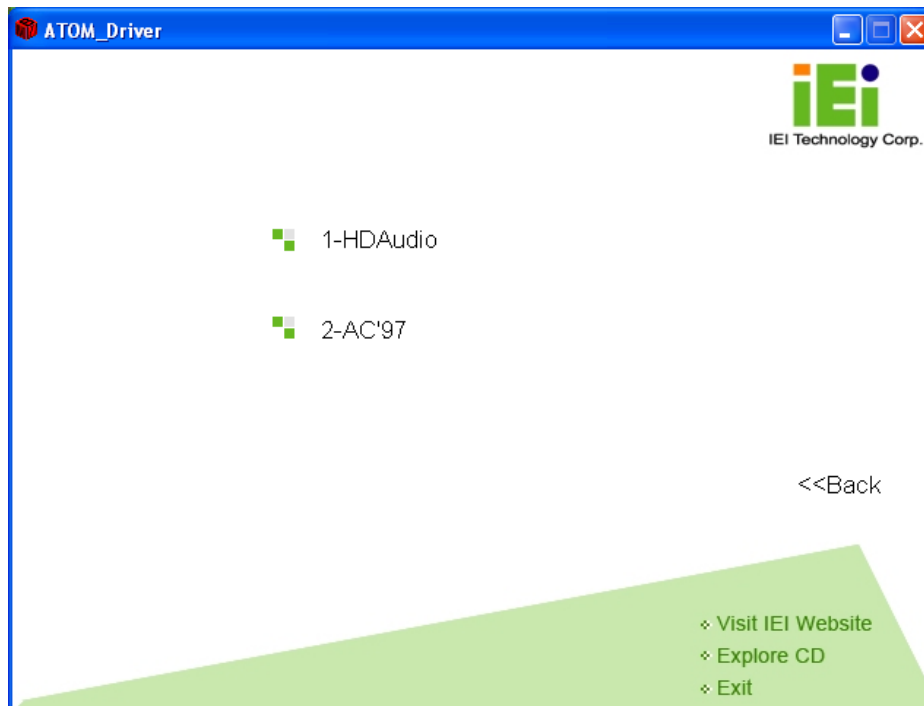 ATOM_Driver
iEi
IEI Technology Corp.
1-HDAudio
2-AC'97
<<Back
Visit IEI Website
Explore CD
Exit